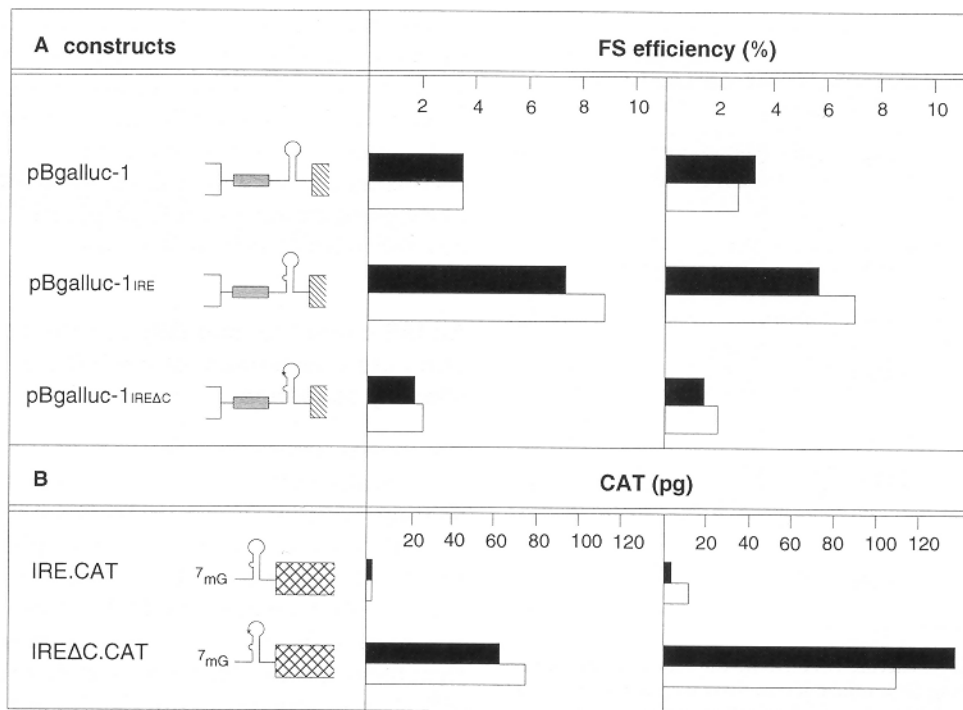 A constructs
FS efficiency (%)
2 4 6 8 10
2 4 6 8 10
pBgalluc-1
pBgalluc-1IRE
pBgalluc-1IREΔC
B
CAT (pg)
20 40 60 80 100 120
20 40 60 80 100 120
IRE.CAT
7mG
IREΔC.CAT
7mG